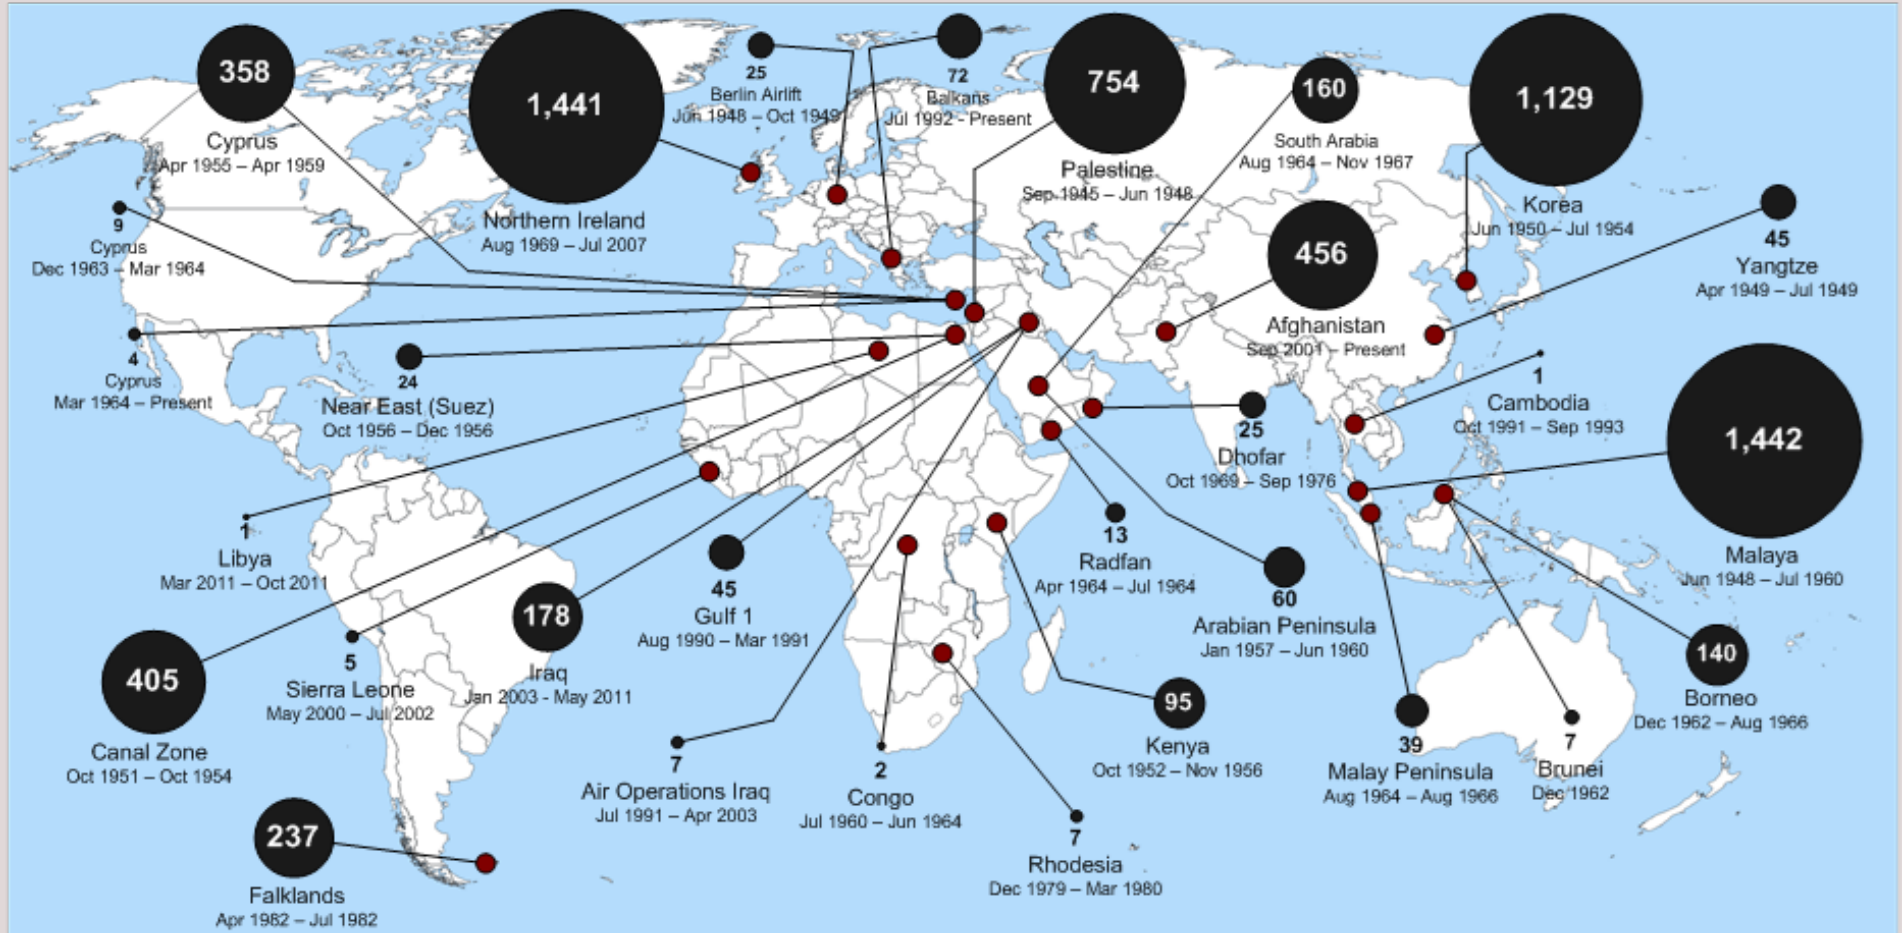 358
Cyprus
Apr 1955 – Apr 1959
1,441
Northern Ireland
Aug 1969 – Jul 2007
25
Berlin Airlift
Jun 1948 – Oct 1949
72
Balkans
Jul 1992 - Present
754
Palestine
Sep 1945 – Jun 1948
160
South Arabia
Aug 1964 – Nov 1967
1,129
Korea
Jun 1950 – Jul 1954
9
Cyprus
Dec 1963 – Mar 1964
456
Afghanistan
Sep 2001 – Present
45
Yangtze
Apr 1949 – Jul 1949
4
Cyprus
Mar 1964 – Present
24
Near East (Suez)
Oct 1956 – Dec 1956
1
Cambodia
Oct 1991 – Sep 1993
25
Dhofar
Oct 1969 – Sep 1976
1,442
Malaya
Jun 1948 – Jul 1960
1
Libya
Mar 2011 – Oct 2011
13
Radfan
Apr 1964 – Jul 1964
45
Gulf 1
Aug 1990 – Mar 1991
60
Arabian Peninsula
Jan 1957 – Jun 1960
178
Iraq
Jan 2003 - May 2011
5
Sierra Leone
May 2000 – Jul 2002
405
Canal Zone
Oct 1951 – Oct 1954
140
Borneo
Dec 1962 – Aug 1966
95
Kenya
Oct 1952 – Nov 1956
39
Malay Peninsula
Aug 1964 – Aug 1966
7
Brunei
Dec 1962
7
Air Operations Iraq
Jul 1991 – Apr 2003
2
Congo
Jul 1960 – Jun 1964
7
Rhodesia
Dec 1979 – Mar 1980
237
Falklands
Apr 1982 – Jul 1982